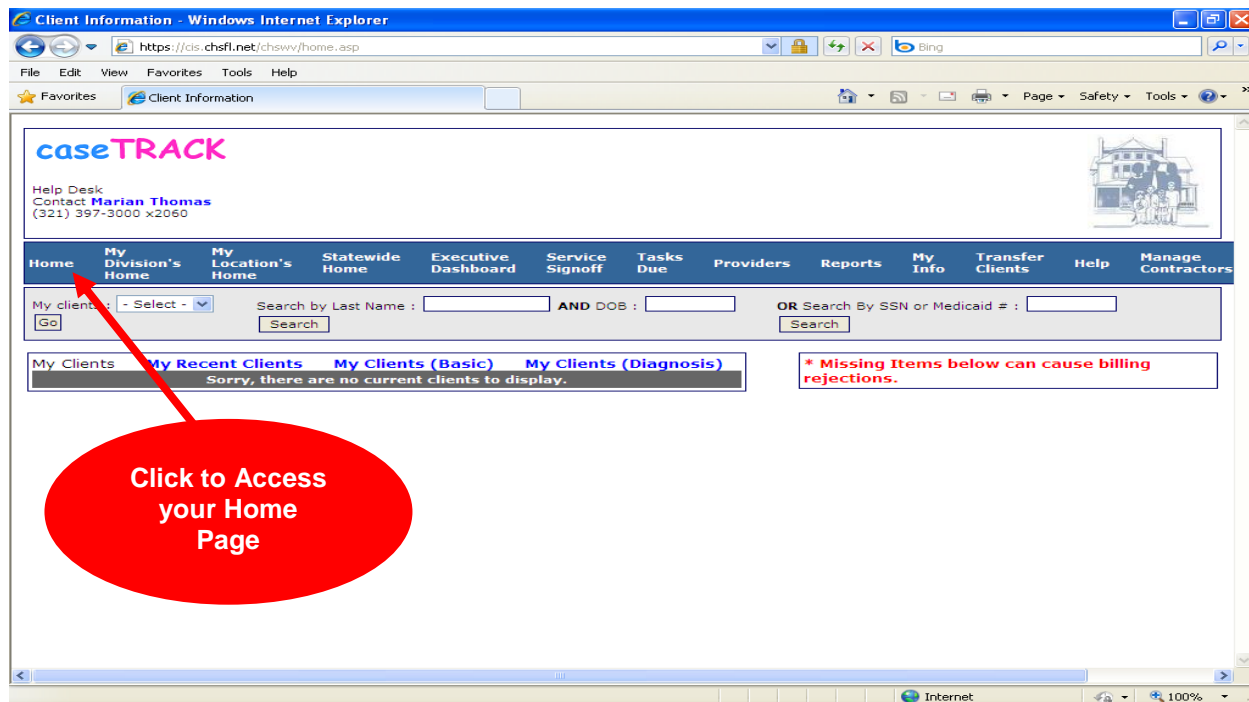 Client Information - Windows Internet Explorer
https://cis.chsfl.net/chswv/home.asp
Bing
File Edit View Favorites Tools Help
Favorites Client Information Page Safety Tools
caseTRACK
Help Desk
Contact Marian Thomas
(321) 397-3000 x2060
Home My Division's Home My Location's Home Statewide Home Executive Dashboard Service Signoff Tasks Due Providers Reports My Info Transfer Clients Help Manage Contractors
My clients : - Select - Search by Last Name : AND DOB : OR Search By SSN or Medicaid # :
Go Search Search
My Clients My Recent Clients My Clients (Basic) My Clients (Diagnosis)
Sorry, there are no current clients to display.
* Missing Items below can cause billing
rejections.
Click to Access
your Home
Page
Internet 100%